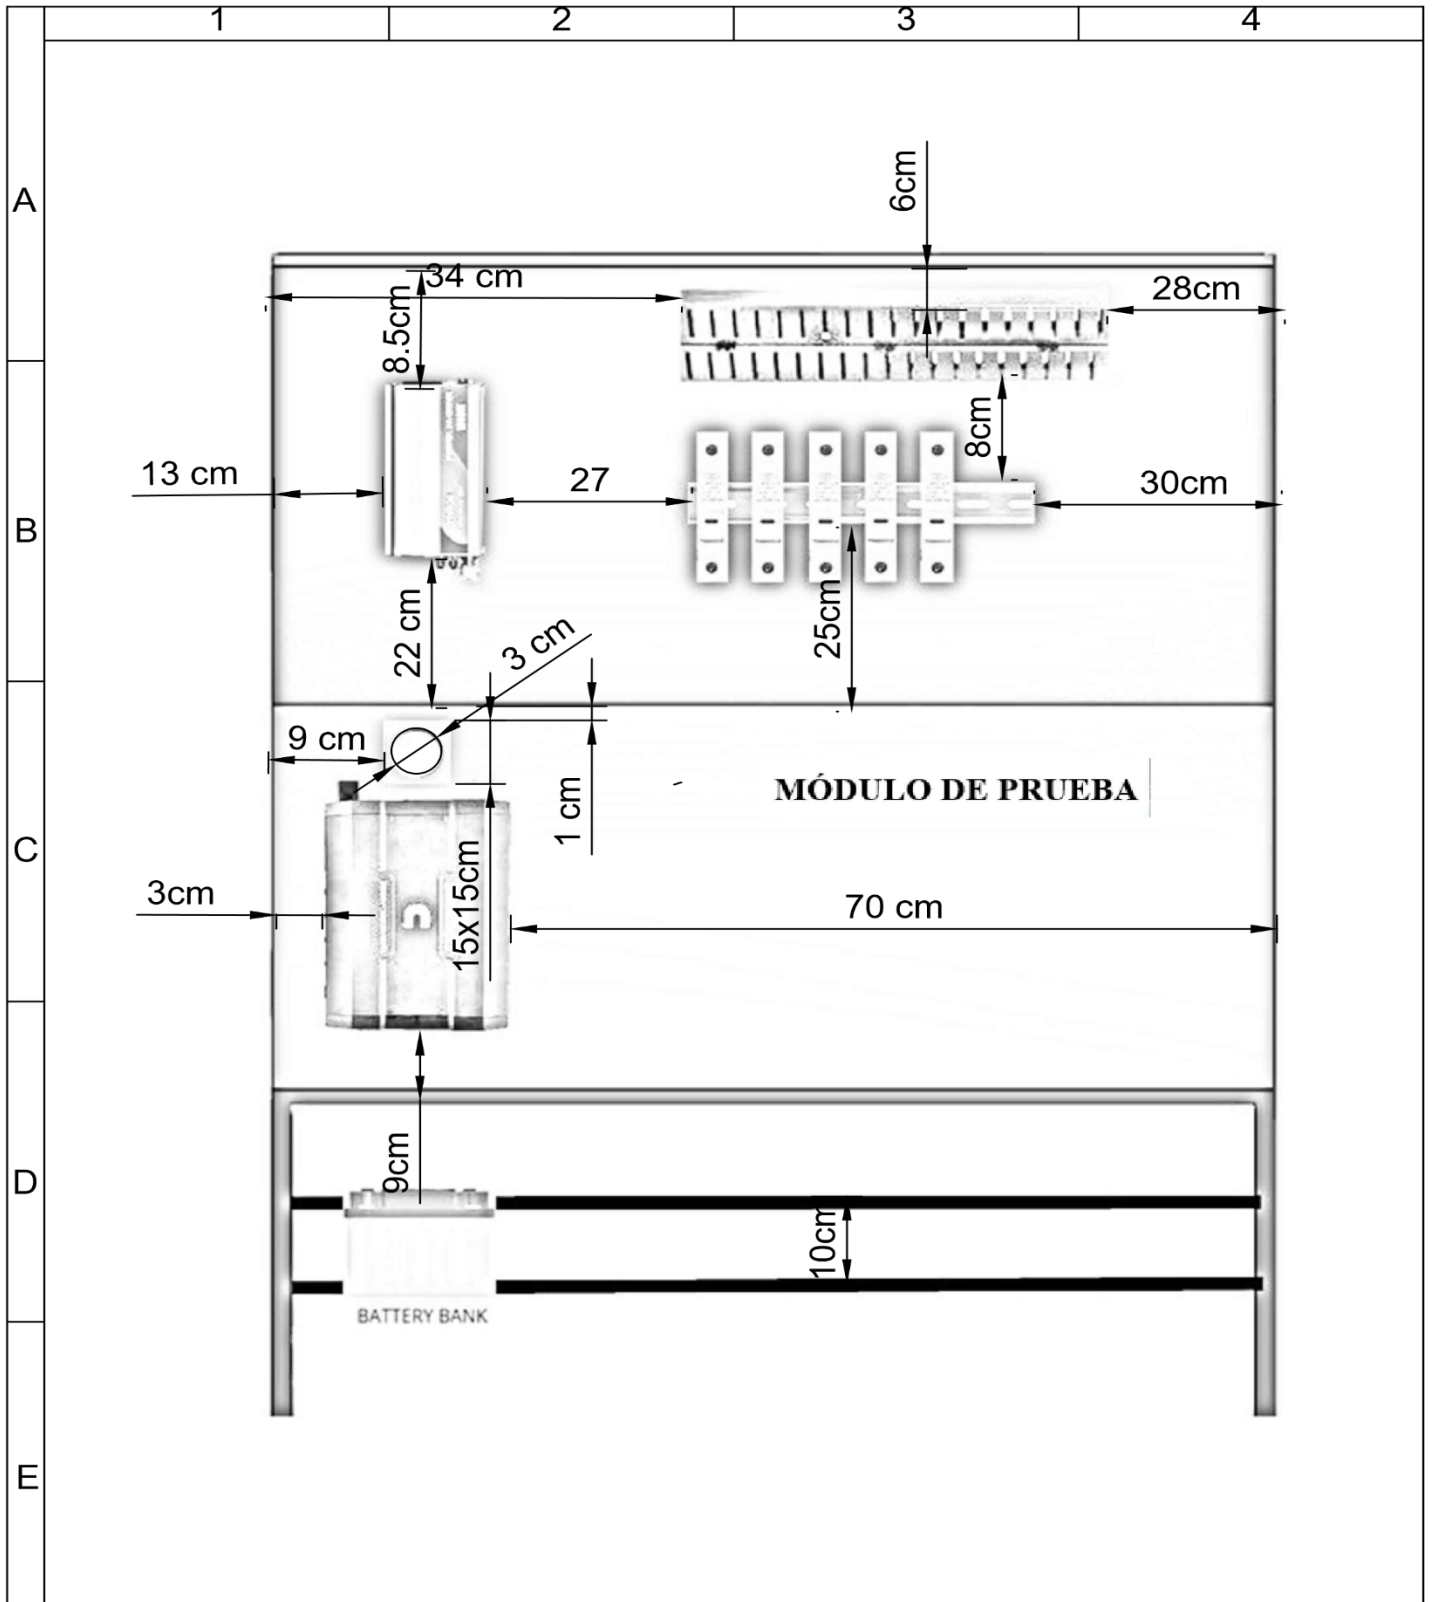 1 2 3 4
A
6cm
34 cm
28cm
8.5cm
8cm
13 cm
27
30cm
B
22 cm
25cm
3 cm
9 cm
1 cm
MÓDULO DE PRUEBA
C
15x15cm
3cm
70 cm
9cm
D
10cm
BATTERY BANK
E